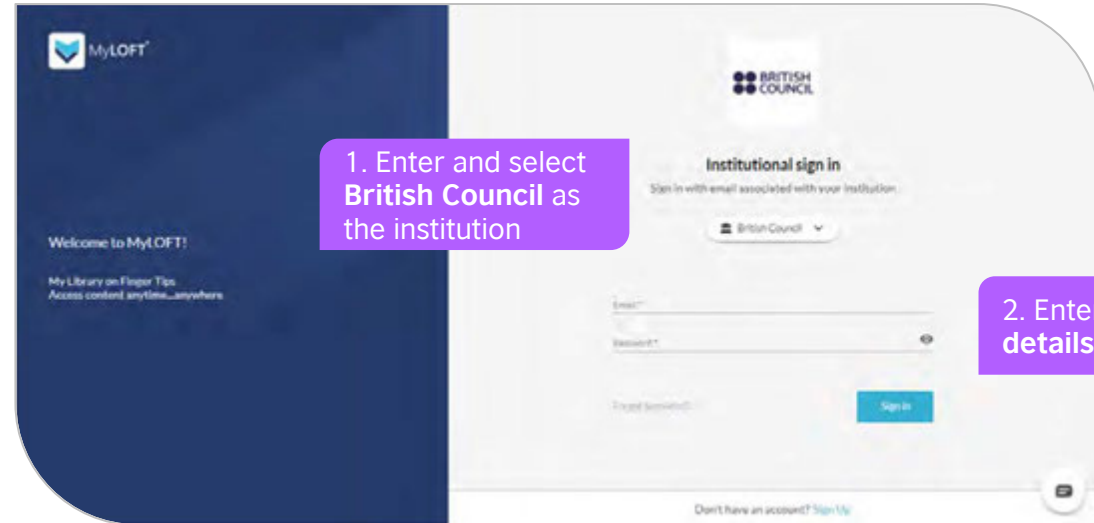 MyLOFT
BRITISH
COUNCIL
1. Enter and select
British Council as
the institution
Institutional sign in
Sign in with email associated with your institution
British Council
Welcome to MyLOFT!
My Library on Finger Tips
Access content anytime...anywhere
Email*
2. Ente
details
Password*
Forgot password?
Sign In
Don't have an account? Sign Up